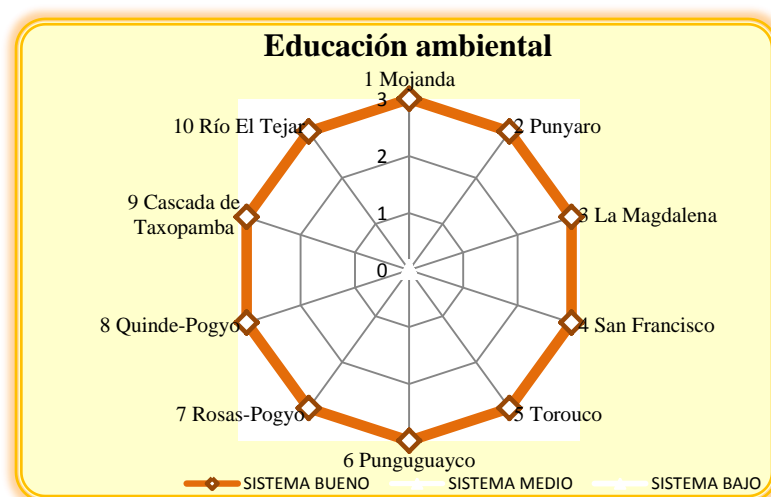 Educación ambiental
1 Mojanda
2 Punyaro
3 La Magdalena
4 San Francisco
5 Torouco
6 Punguguayco
7 Rosas-Pogyo
8 Quinde-Pogyo
9 Cascada de
Taxopamba
10 Río El Tejar
3
2
1
0
SISTEMA BUENO
SISTEMA MEDIO
SISTEMA BAJO